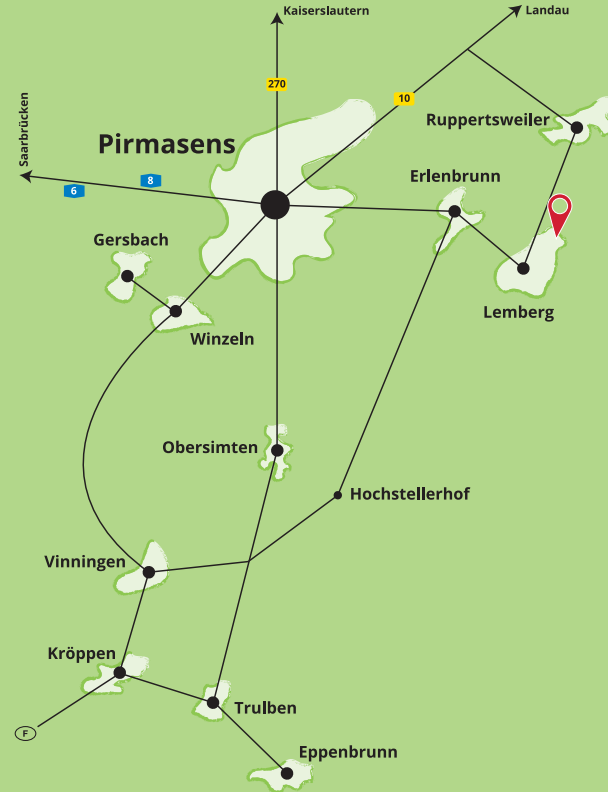 Kaiserslautern
Landau
270
10
Saarbrücken
Ruppertsweiler
Pirmasens
Erlenbrunn
8
6
Gersbach
Lemberg
Winzeln
Obersimten
Hochstellerhof
Vinningen
Kröppen
Trulben
F
Eppenbrunn